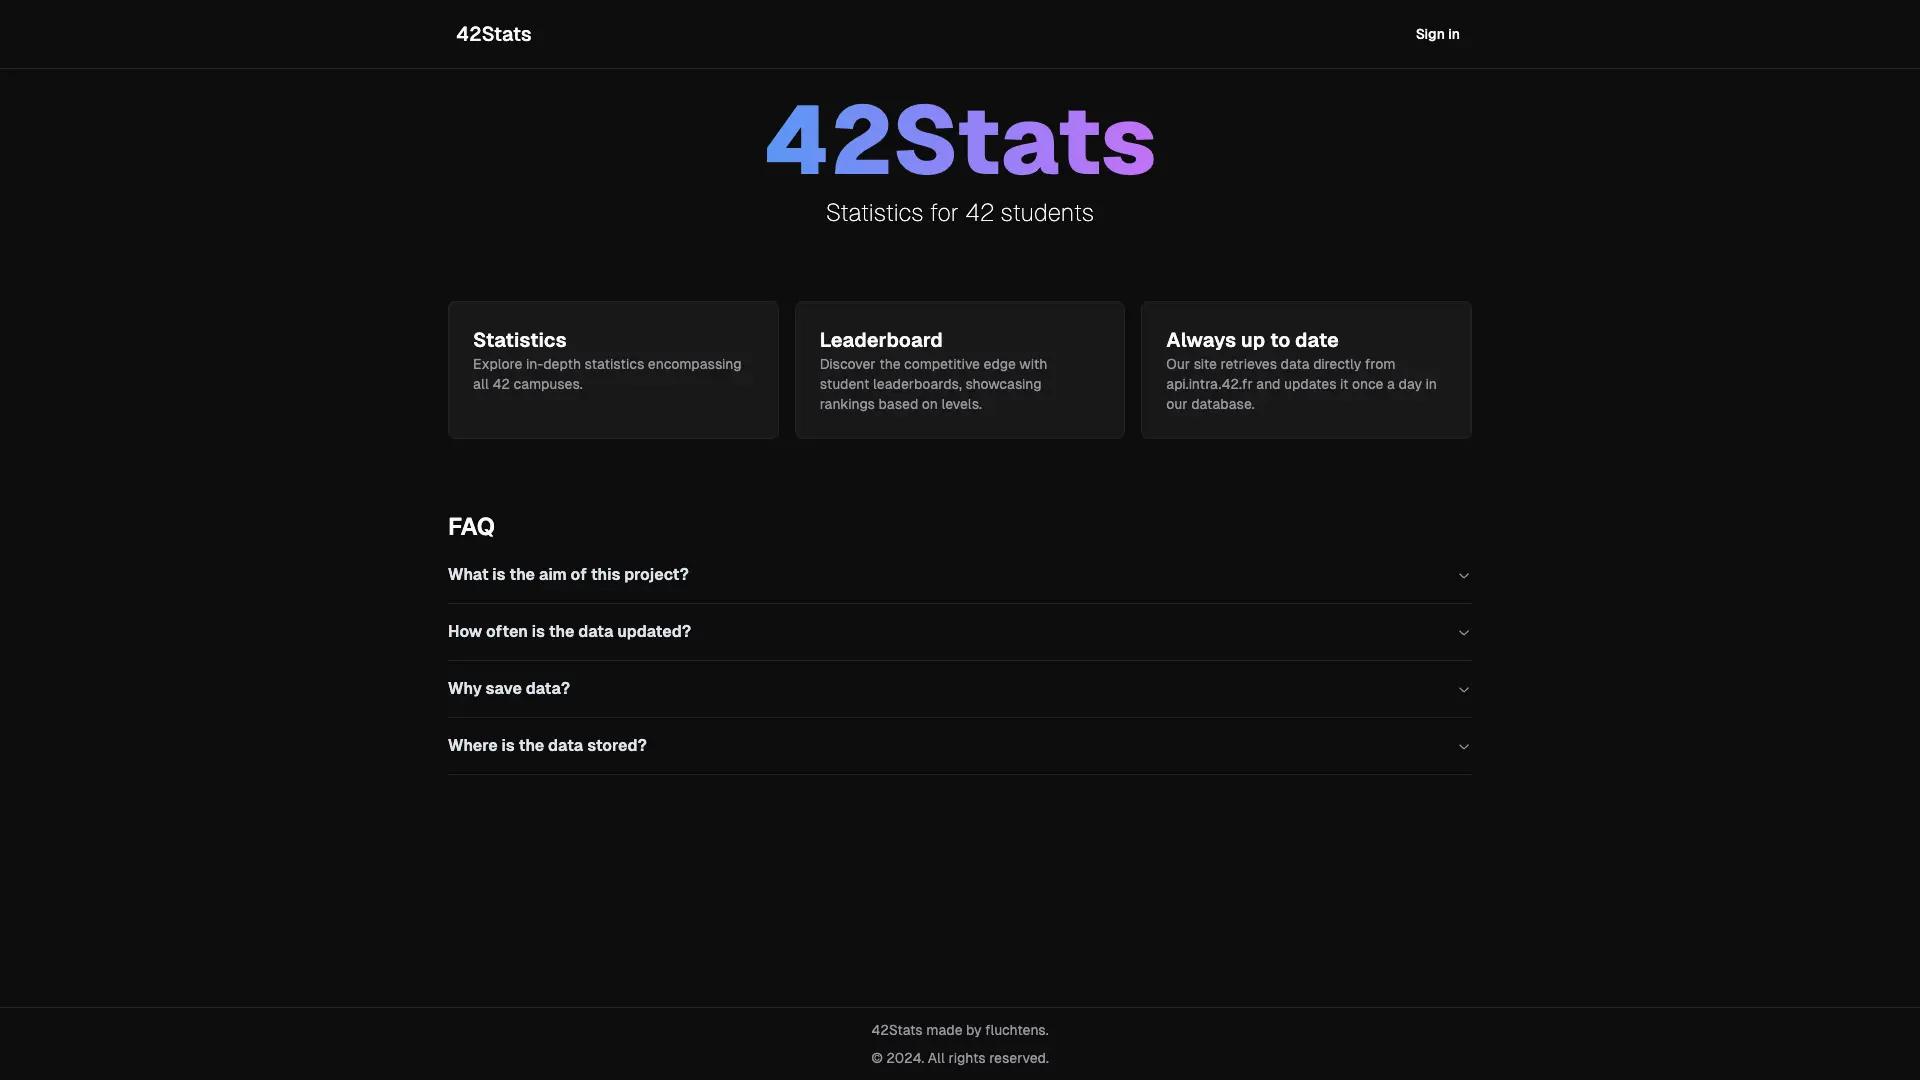 42Stats
Sign in
42Stats
Statistics for 42 students
Statistics
Explore in-depth statistics encompassing
all 42 campuses.
Leaderboard
Discover the competitive edge with
student leaderboards, showcasing
rankings based on levels.
Always up to date
Our site retrieves data directly from
api.intra.42.fr and updates it once a day in
our database.
FAQ
What is the aim of this project?
How often is the data updated?
Why save data?
Where is the data stored?
42Stats made by fluchtens.
© 2024. All rights reserved.